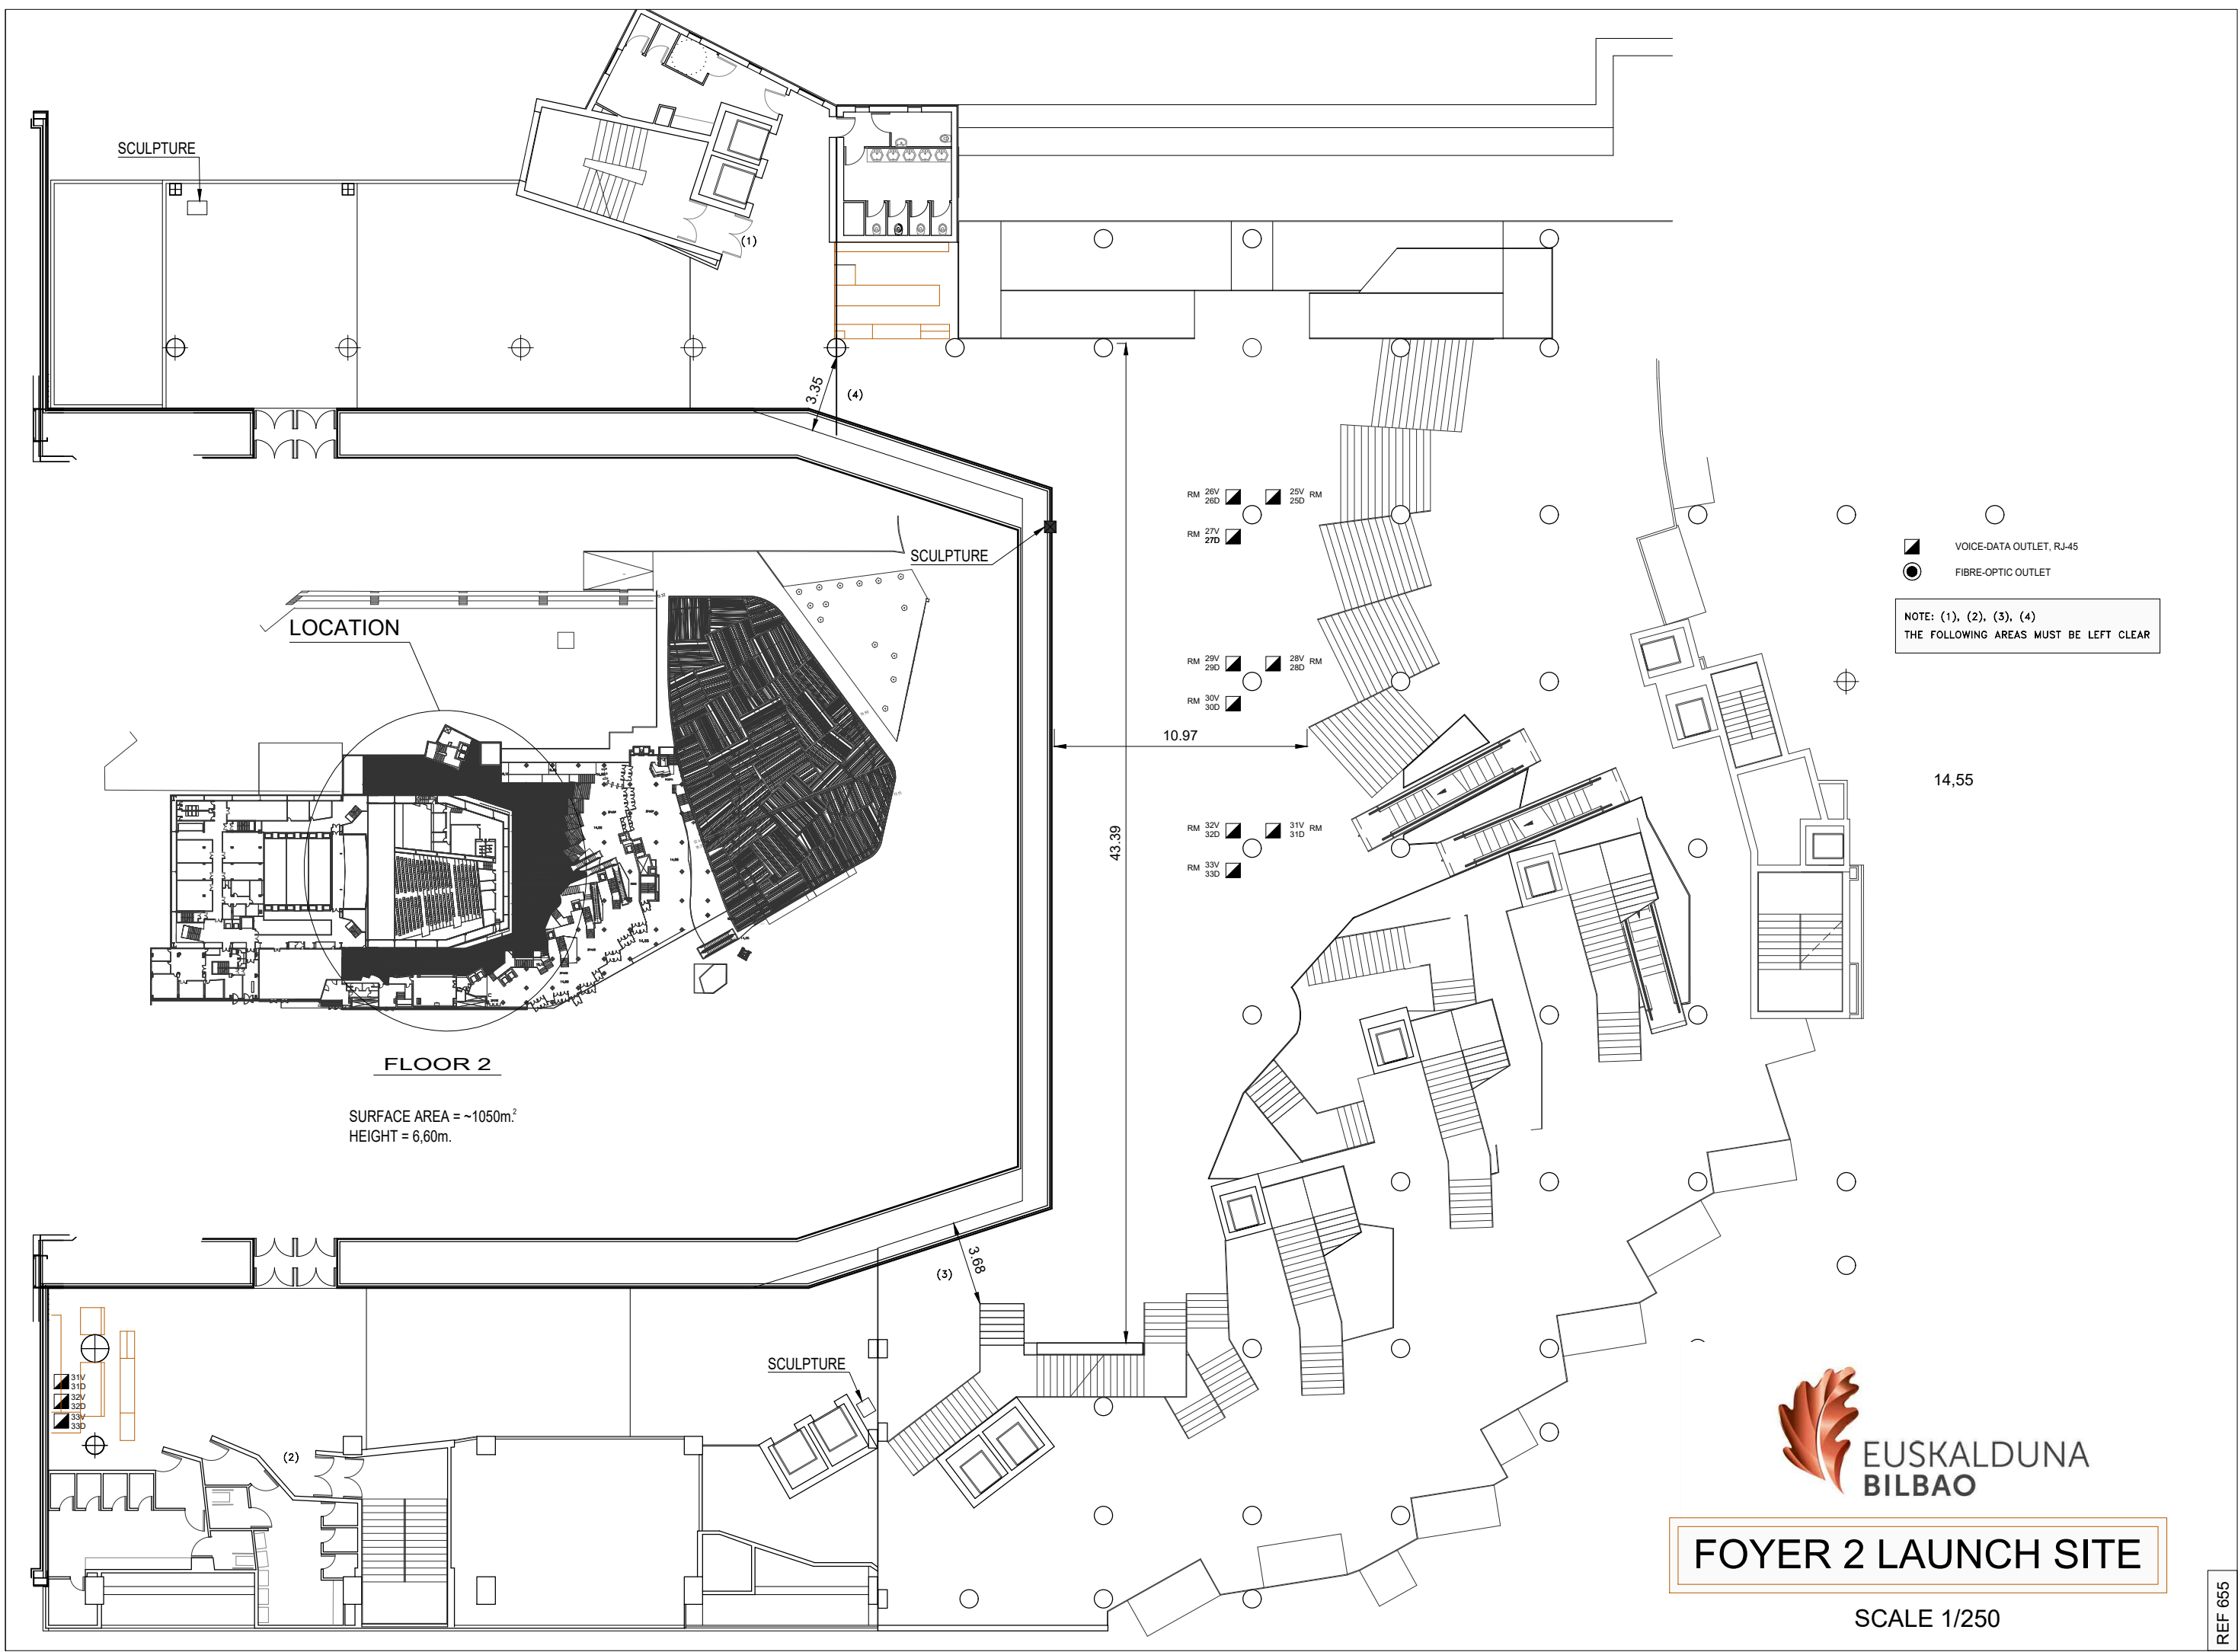 SCULPTURE
(1)
3.35
(4)
RM 26V 26D
25V 25D RM
RM 27V 27D
SCULPTURE
VOICE-DATA OUTLET, RJ-45
FIBRE-OPTIC OUTLET
NOTE: (1), (2), (3), (4)
THE FOLLOWING AREAS MUST BE LEFT CLEAR
LOCATION
RM 29V 29D
28V 28D RM
RM 30V 30D
10.97
14,55
43.39
RM 32V 32D
31V 31D RM
RM 33V 33D
FLOOR 2
SURFACE AREA = ~1050m.²
HEIGHT = 6,60m.
3.68
(3)
SCULPTURE
31V
31D
32V
32D
33V
33D
(2)
EUSKALDUNA
BILBAO
FOYER 2 LAUNCH SITE
SCALE 1/250
REF 655